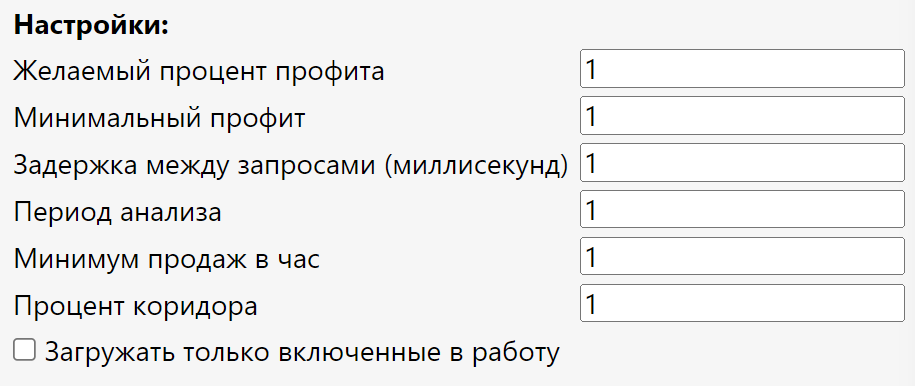 Настройки:
Желаемый процент профита 1
Минимальный профит 1
Задержка между запросами (миллисекунд) 1
Период анализа 1
Минимум продаж в час 1
Процент коридора 1
Загружать только включенные в работу